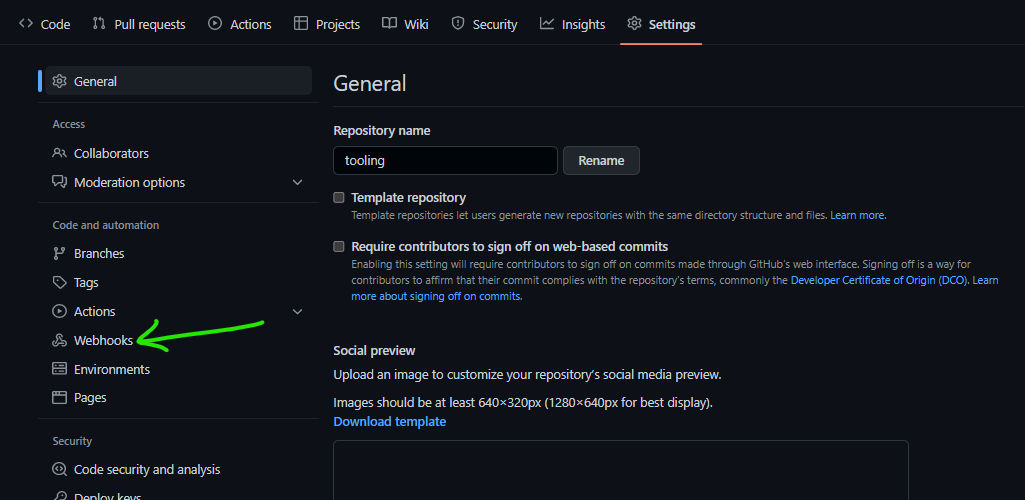 Code Pull requests Actions Projects Wiki Security Insights Settings
General
Access
Collaborators
Moderation options
Code and automation
Branches
Tags
Actions
Webhooks
Environments
Pages
Security
Code security and analysis
Deploy keys
General
Repository name
tooling Rename
Template repository
Template repositories let users generate new repositories with the same directory structure and files. Learn more.
Require contributors to sign off on web-based commits
Enabling this setting will require contributors to sign off on commits made through GitHub's web interface. Signing off is a way for
contributors to affirm that their commit complies with the repository's terms, commonly the Developer Certificate of Origin (DCO). Learn
more about signing off on commits.
Social preview
Upload an image to customize your repository's social media preview.
Images should be at least 640×320px (1280×640px for best display).
Download template